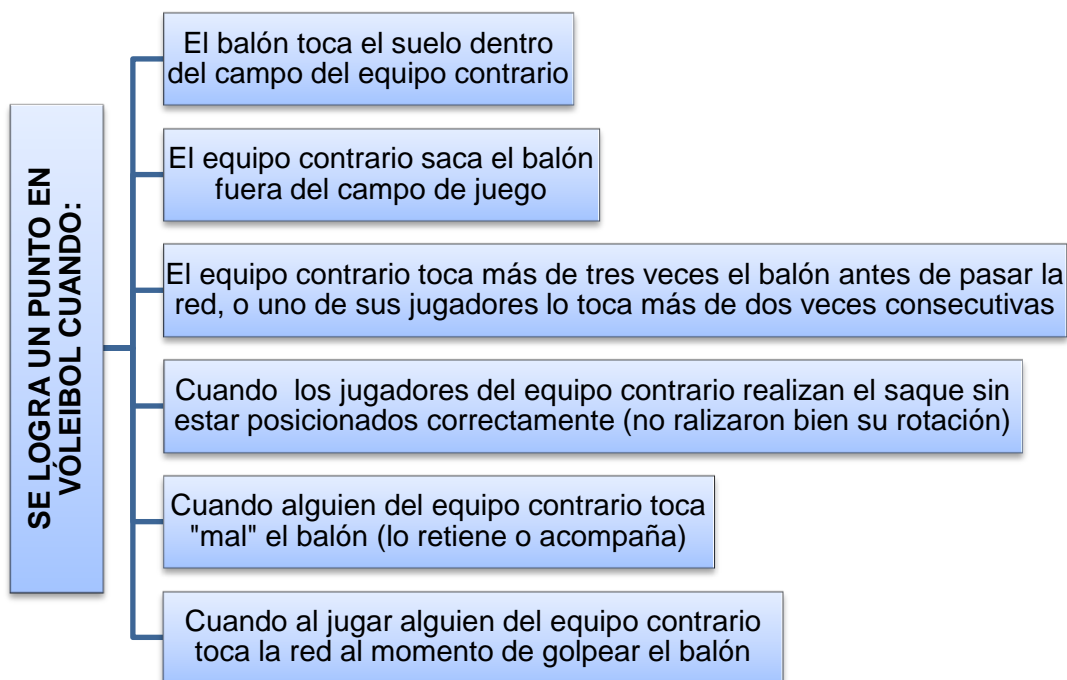 SE LOGRA UN PUNTO EN
VÓLEIBOL CUANDO:
El balón toca el suelo dentro
del campo del equipo contrario
El equipo contrario saca el balón
fuera del campo de juego
El equipo contrario toca más de tres veces el balón antes de pasar la
red, o uno de sus jugadores lo toca más de dos veces consecutivas
Cuando  los jugadores del equipo contrario realizan el saque sin
estar posicionados correctamente (no ralizaron bien su rotación)
Cuando alguien del equipo contrario toca
"mal" el balón (lo retiene o acompaña)
Cuando al jugar alguien del equipo contrario
toca la red al momento de golpear el balón